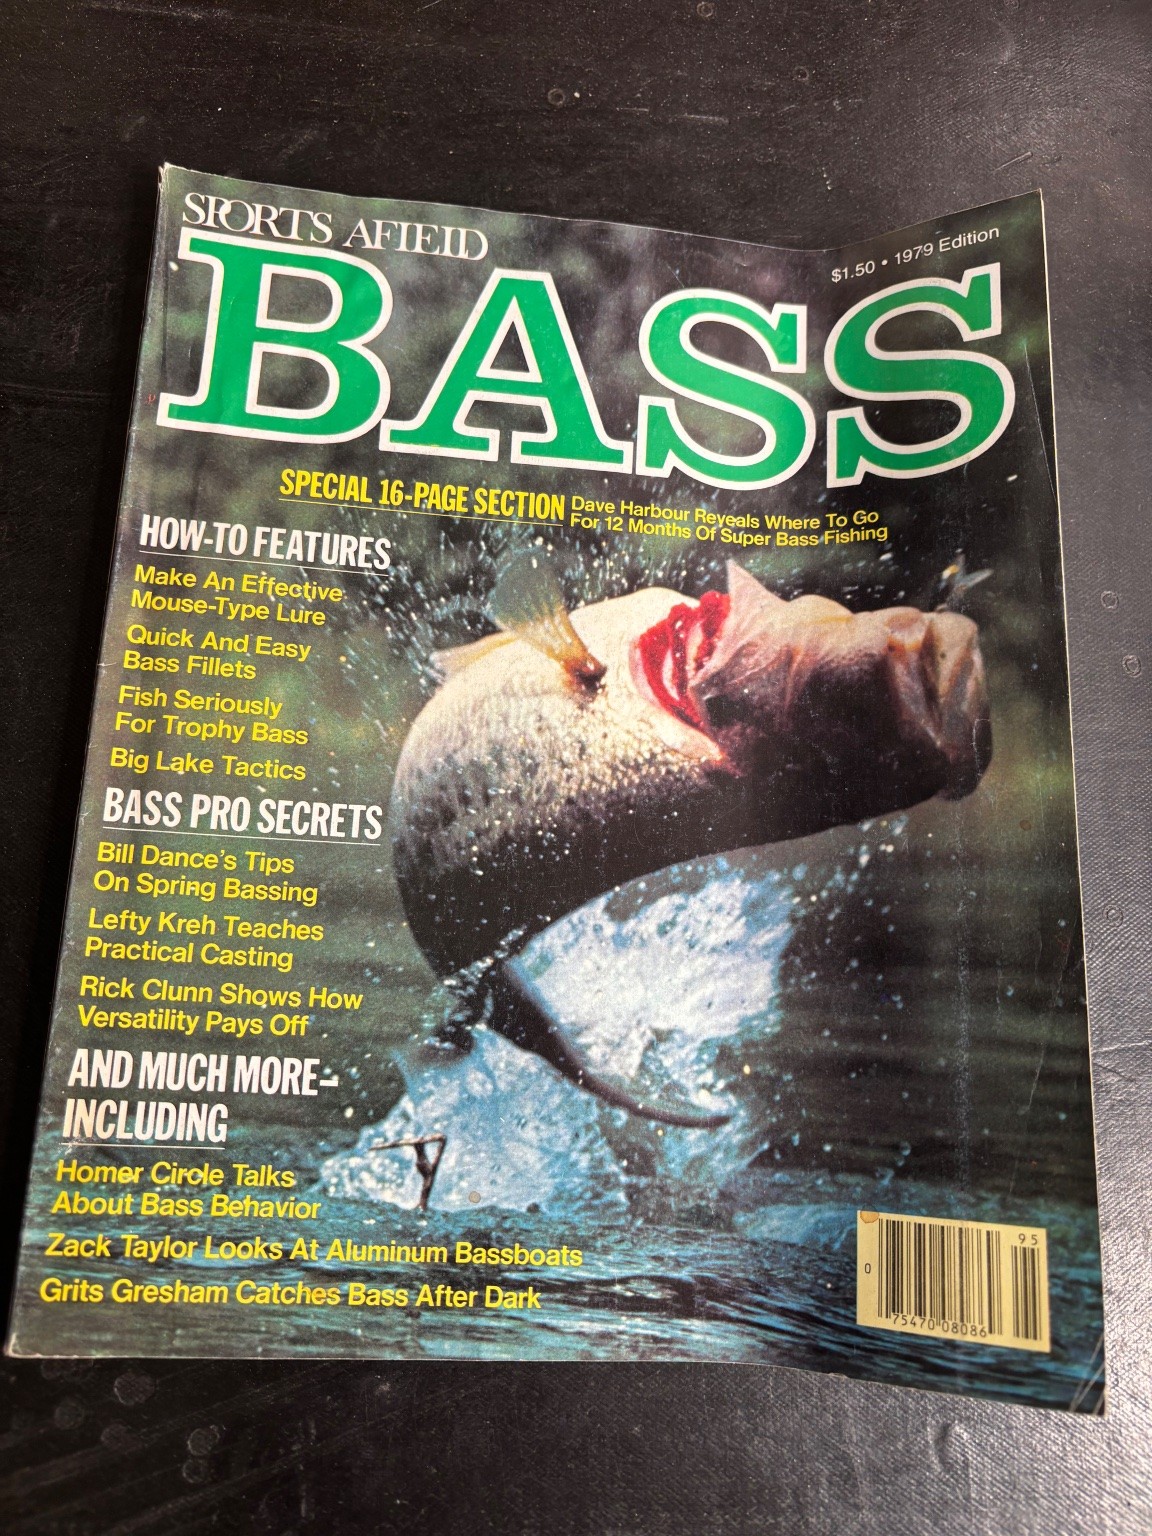 SPORTS AFIELD
$1.50 • 1979 Edition
BASS
SPECIAL 16-PAGE SECTION
Dave Harbour Reveals Where To Go
For 12 Months Of Super Bass Fishing
HOW-TO FEATURES
Make An Effective
Mouse-Type Lure
Quick And Easy
Bass Fillets
Fish Seriously
For Trophy Bass
Big Lake Tactics
BASS PRO SECRETS
Bill Dance's Tips
On Spring Bassing
Lefty Kreh Teaches
Practical Casting
Rick Clunn Shows How
Versatility Pays Off
AND MUCH MORE–
INCLUDING
Homer Circle Talks
About Bass Behavior
Zack Taylor Looks At Aluminum Bassboats
Grits Gresham Catches Bass After Dark
95
0
75470 08086